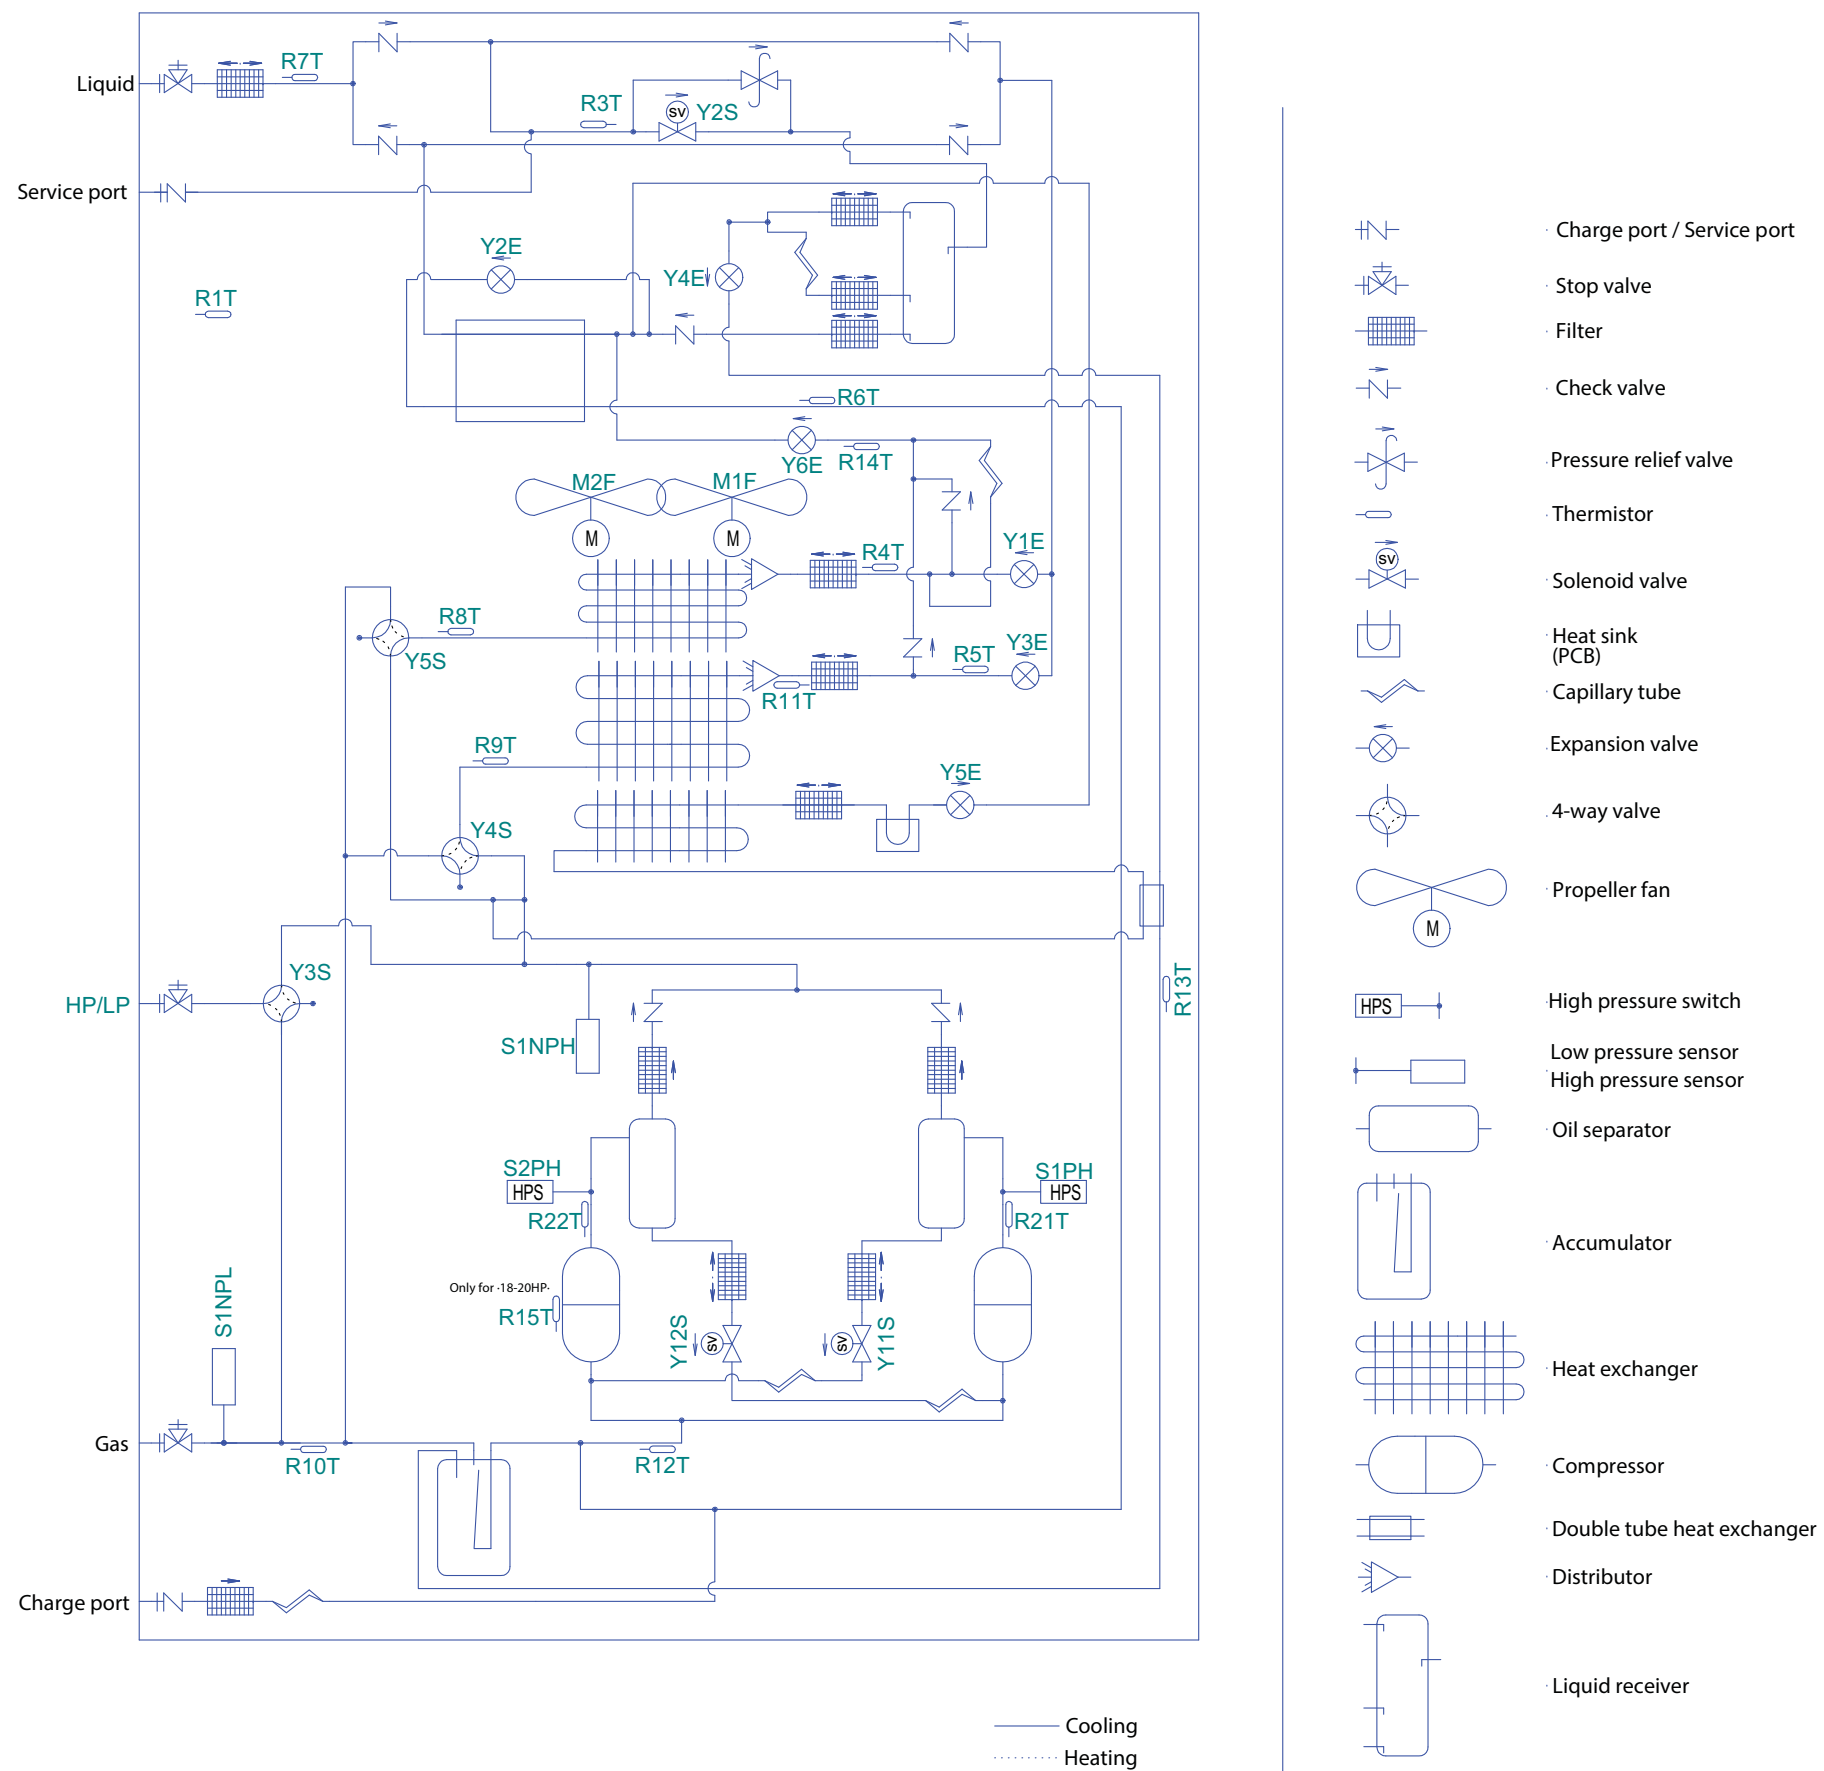 Liquid
R7T
R3T
SV
Y2S
Service port
Y2E
Y4E
R1T
R6T
Y6E
R14T
M2F
M1F
M
M
R4T
Y1E
R8T
Y5S
R5T
Y3E
R11T
R9T
Y5E
Y4S
HP/LP
Y3S
R13T
S1NPH
S2PH
HPS
R22T
S1PH
HPS
R21T
Only for ·18-20HP·
R15T
S1NPL
Y12S
SV
SV
Y11S
Gas
R10T
R12T
Charge port
Cooling
Heating
Charge port / Service port
Stop valve
Filter
Check valve
Pressure relief valve
Thermistor
SV
Solenoid valve
Heat sink
(PCB)
Capillary tube
Expansion valve
4-way valve
Propeller fan
M
HPS
High pressure switch
Low pressure sensor
High pressure sensor
Oil separator
Accumulator
Heat exchanger
Compressor
Double tube heat exchanger
Distributor
Liquid receiver